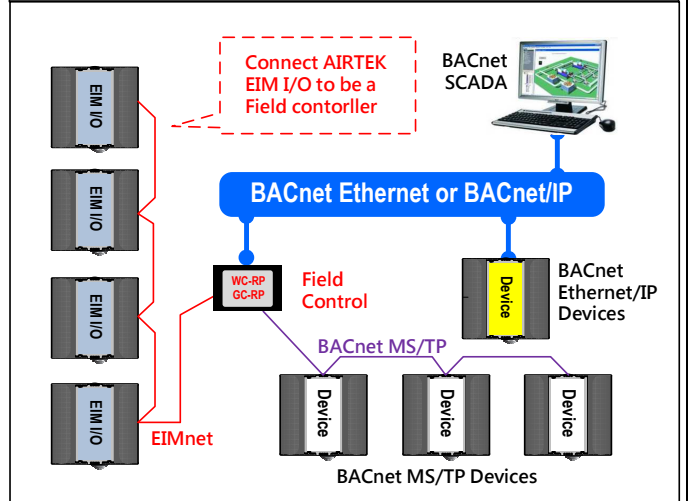 Connect AIRTEK
EIM I/O to be a
Field contorller
BACnet
SCADA
EIM I/O
EIM I/O
EIM I/O
EIM I/O
BACnet Ethernet or BACnet/IP
WC-RP
GC-RP
Field
Control
Device
BACnet
Ethernet/IP
Devices
BACnet MS/TP
EIMnet
Device
Device
Device
BACnet MS/TP Devices